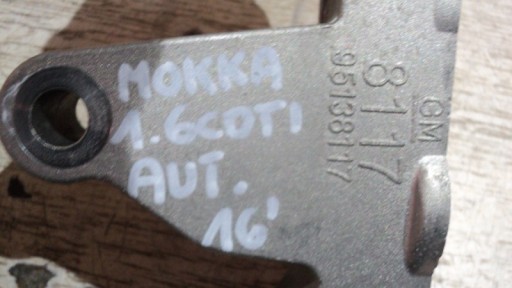 MOKKA
1.6CDTI
AUT.
16'
GM
8117
95138117